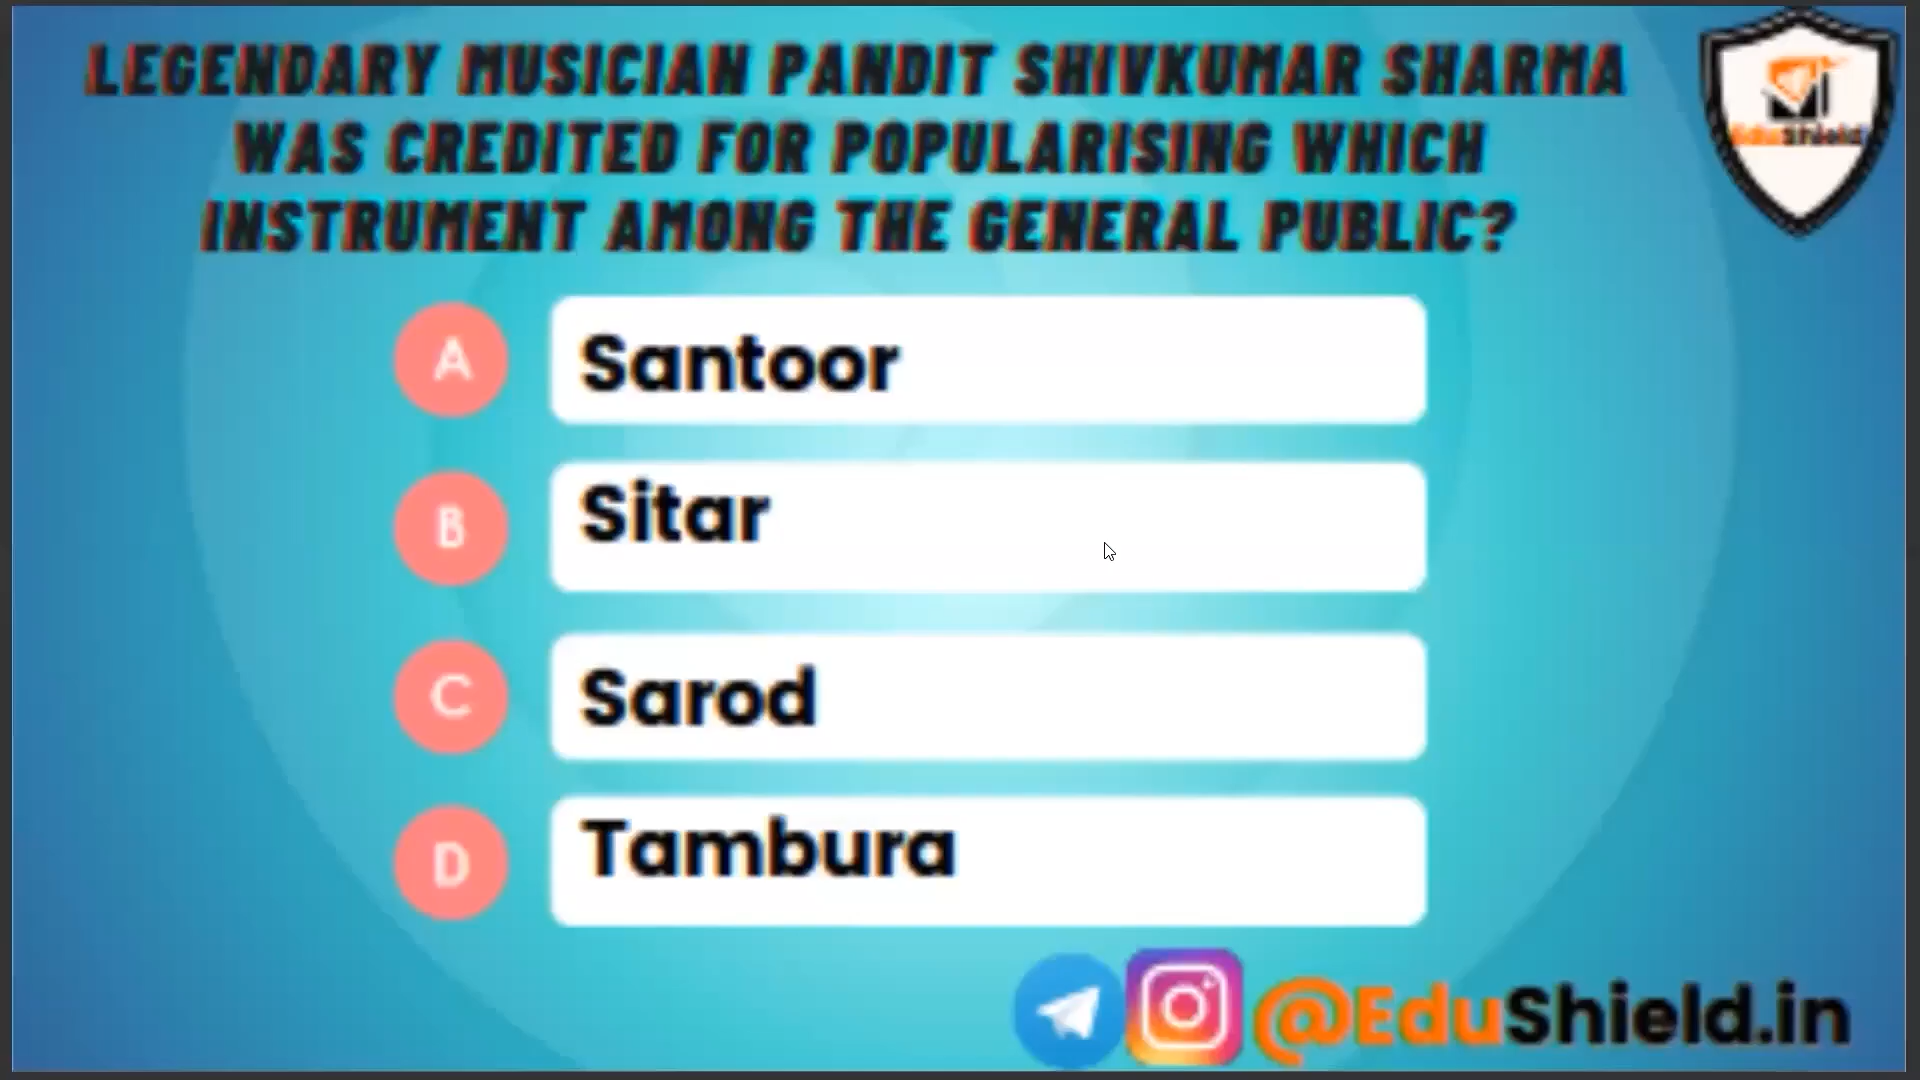 LEGENDARY MUSICIAN PANDIT SHIVKUMAR SHARMA
WAS CREDITED FOR POPULARISING WHICH
INSTRUMENT AMONG THE GENERAL PUBLIC?
EduShield
A Santoor
B Sitar
C Sarod
D Tambura
@EduShield.in